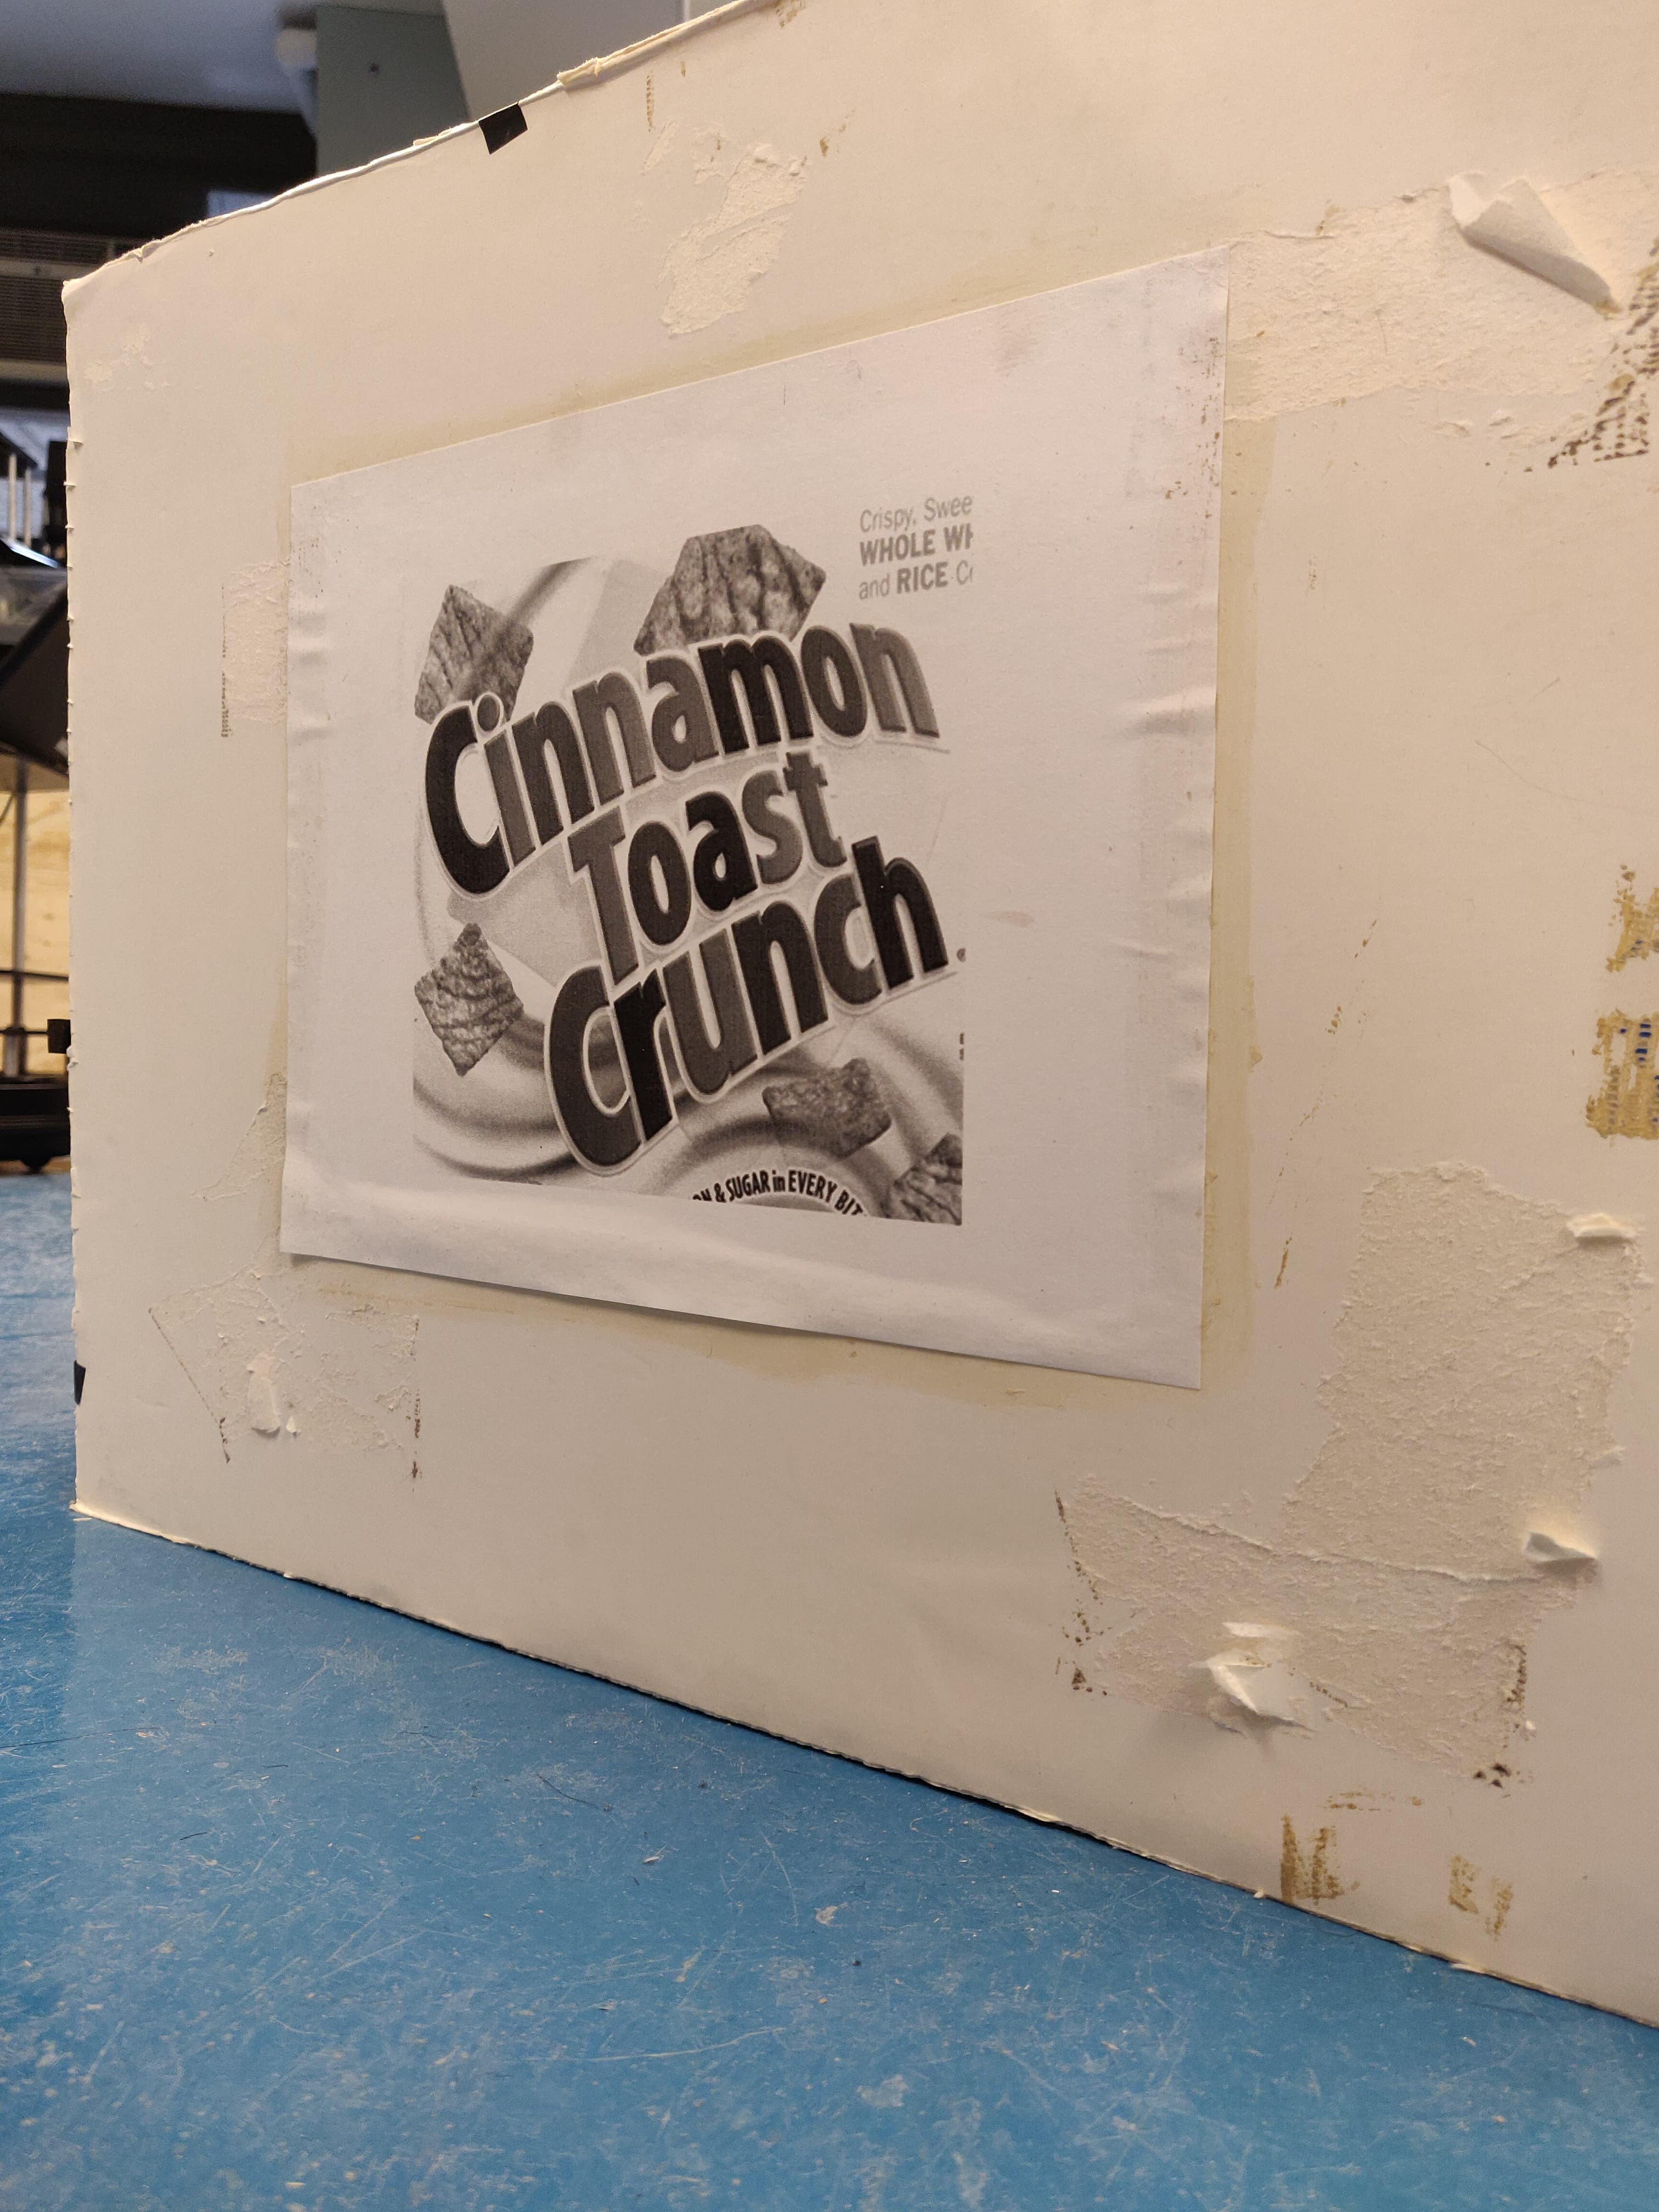 Crispy, Swee
WHOLE WH
and RICE C
Cinnamon
Toast
Crunch
N & SUGAR in EVERY BIT